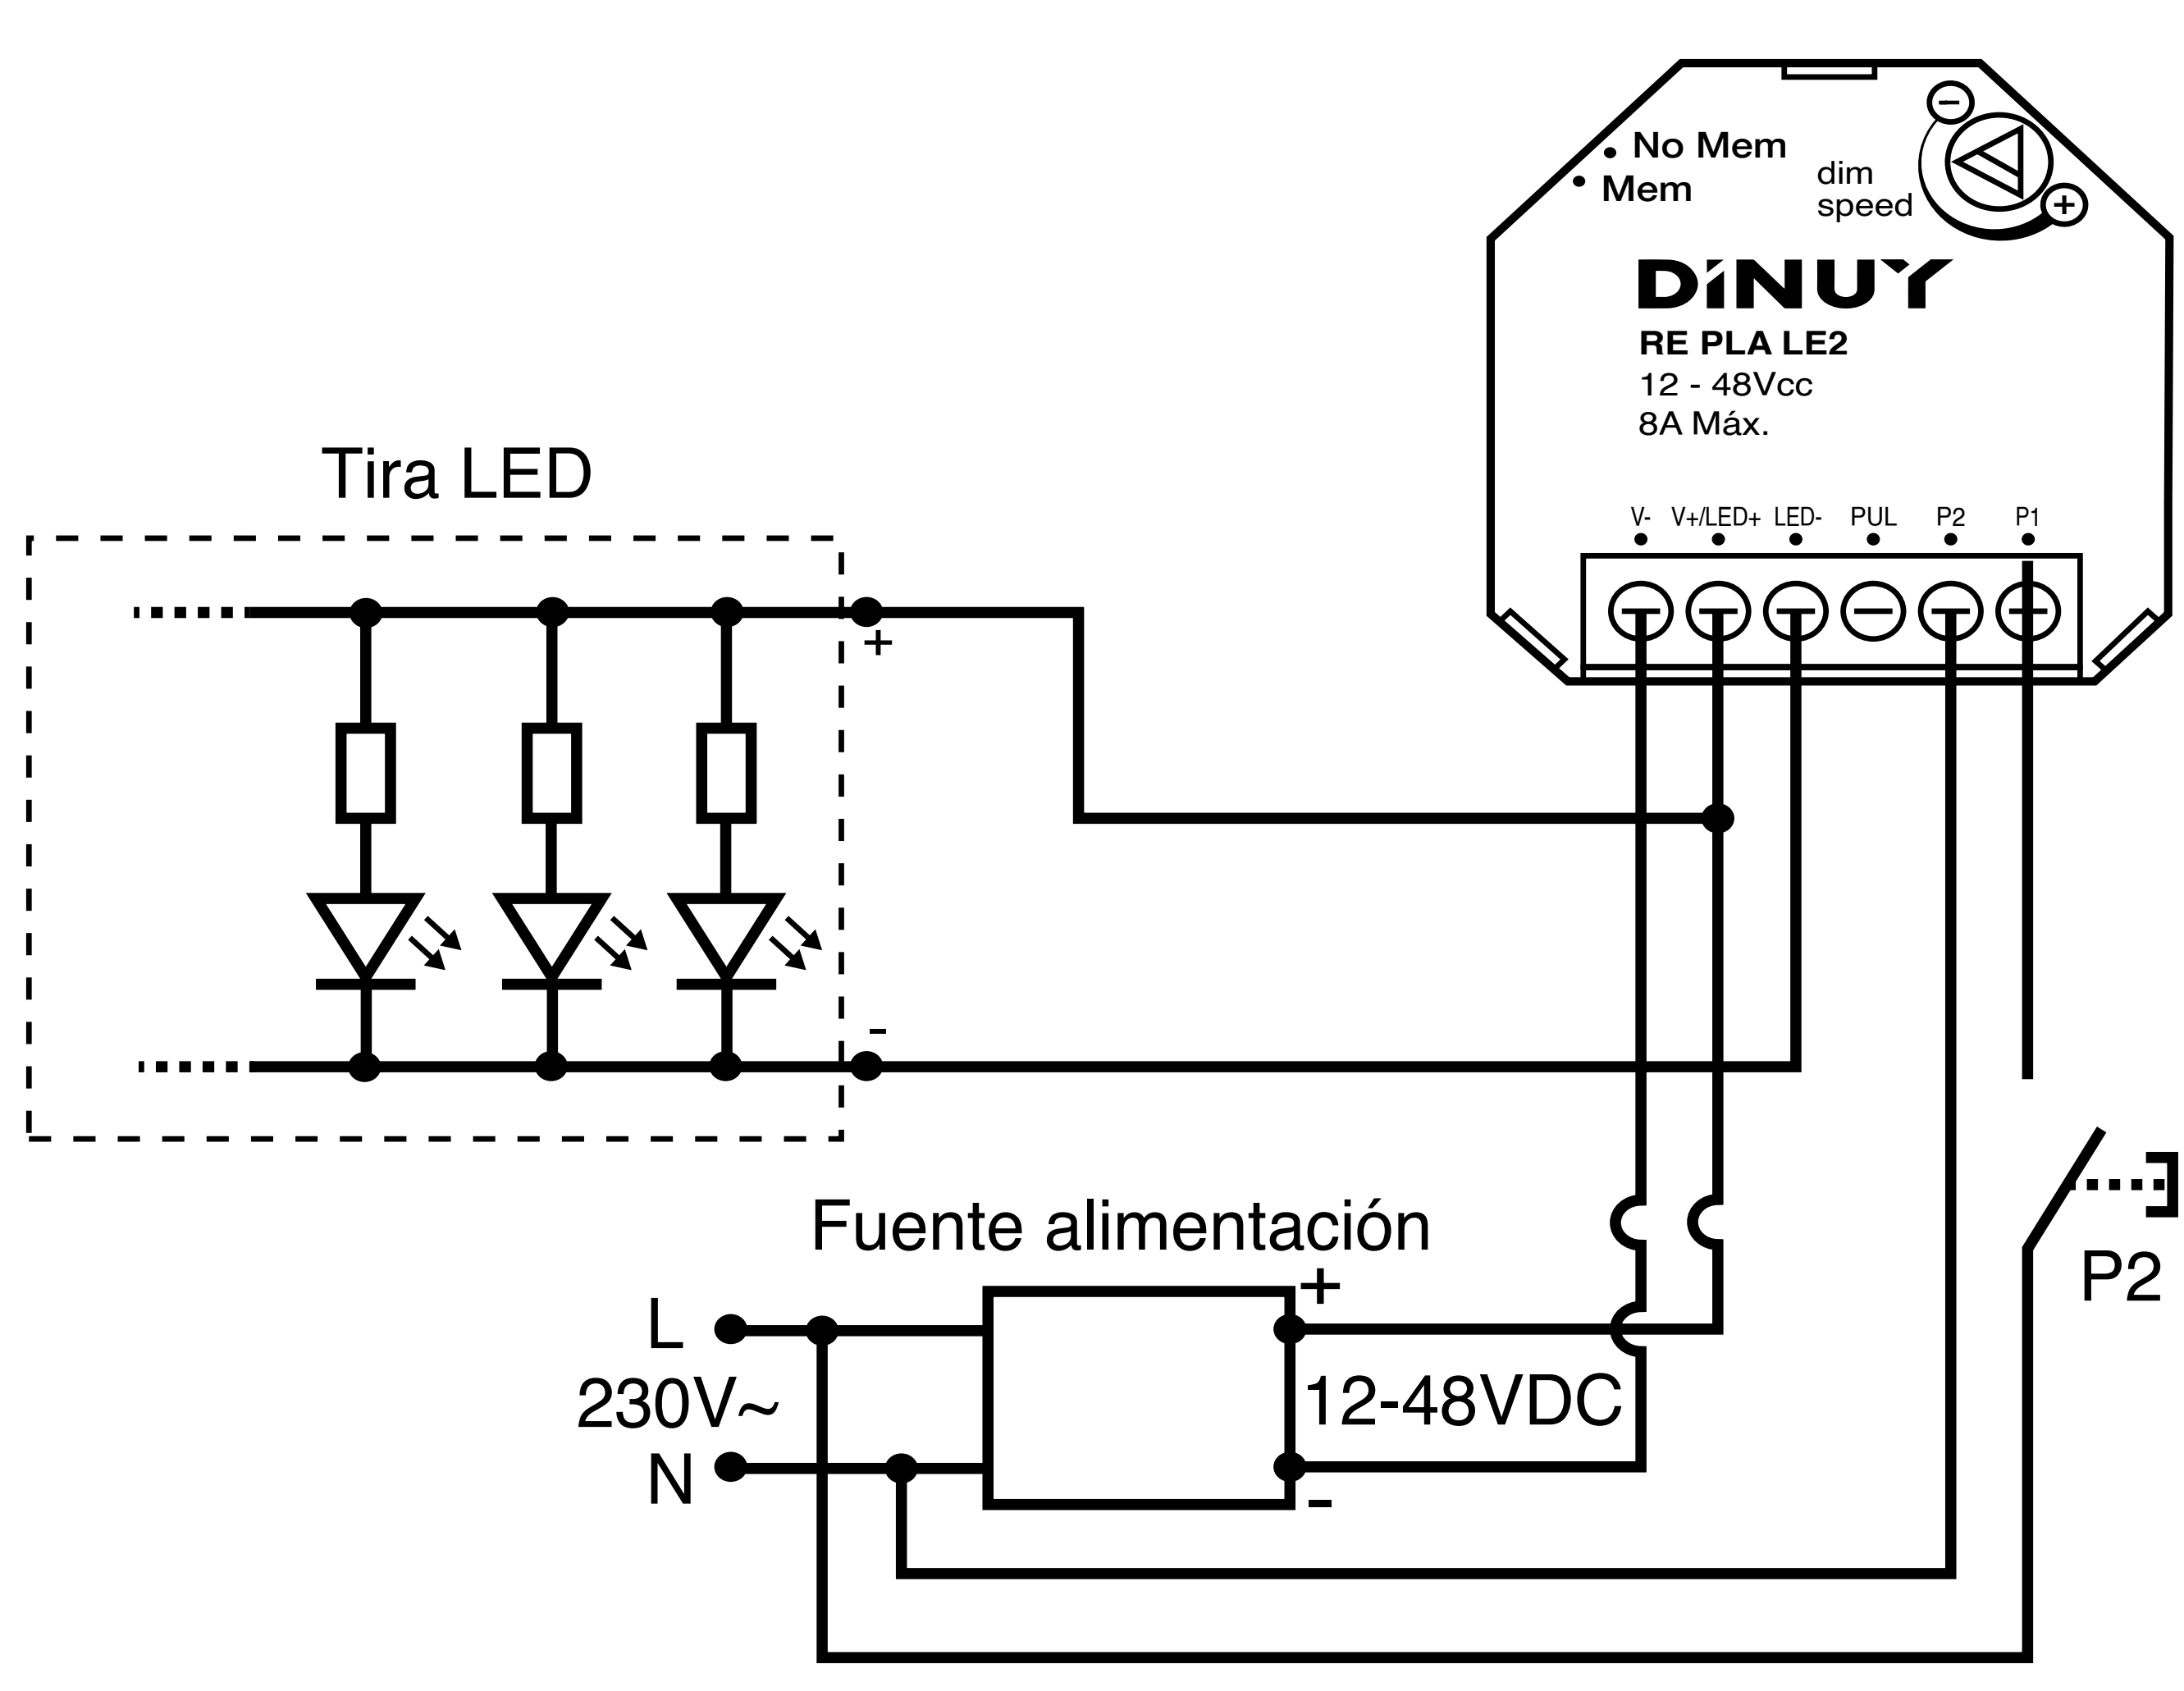 No Mem
Mem
dim
speed
DiNUY
RE PLA LE2
12 - 48Vcc
8A Máx.
V- V+/LED+ LED- PUL P2 P1
Tira LED
+
-
Fuente alimentación
+
L
230V~
12-48VDC
N
-
P2